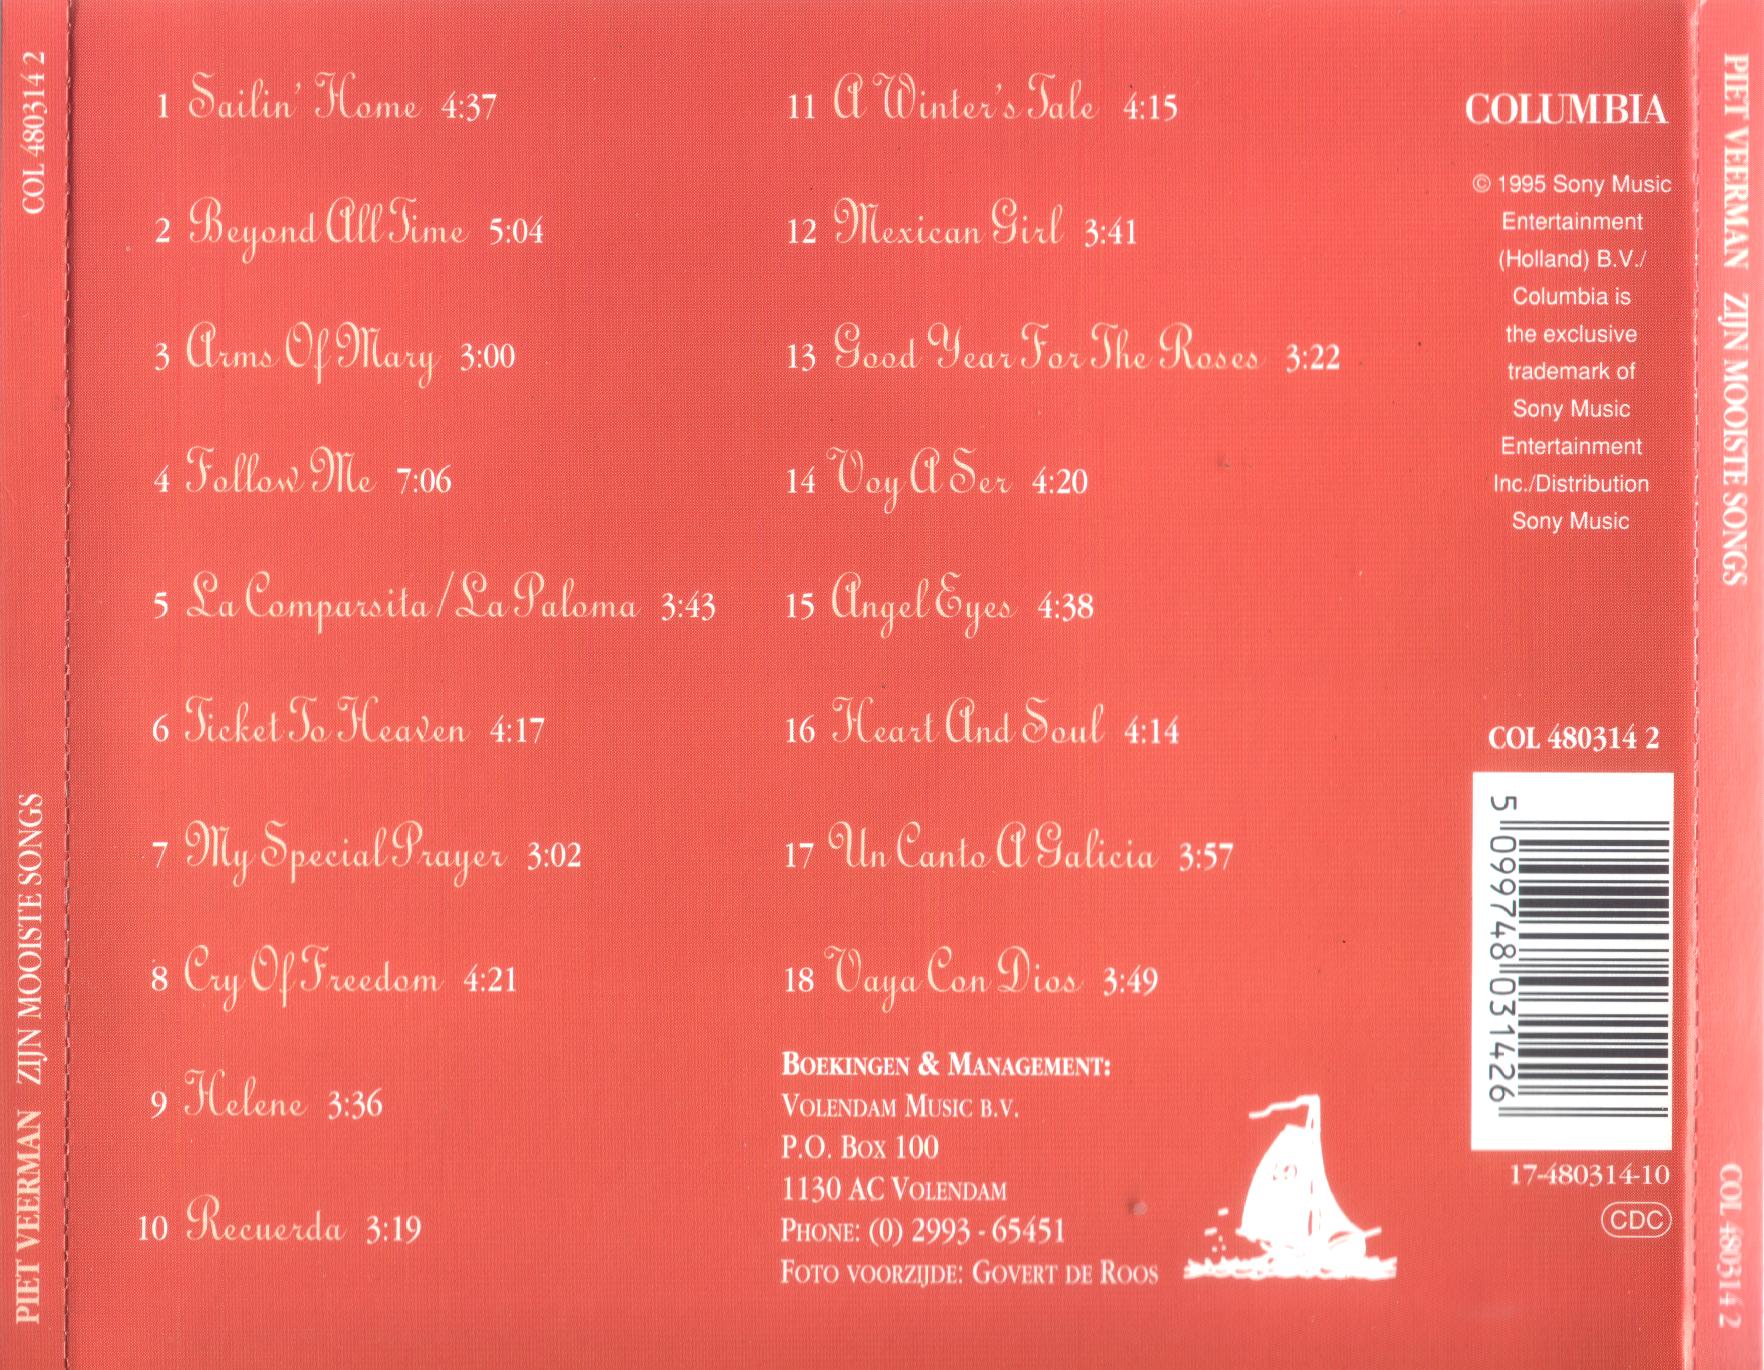 COL 480314 2
PIET VEERMAN ZIJN MOOISTE SONGS
1 Sailin' Home 4:37
2 Beyond All Time 5:04
3 Arms Of Mary 3:00
4 Follow Me 7:06
5 La Comparsita/La Paloma 3:43
6 Ticket To Heaven 4:17
7 My Special Prayer 3:02
8 Cry Of Freedom 4:21
9 Helene 3:36
10 Recuerda 3:19
11 A Winter's Tale 4:15
12 Mexican Girl 3:41
13 Good Year For The Roses 3:22
14 Voy A Ser 4:20
15 Angel Eyes 4:38
16 Heart And Soul 4:14
17 Un Canto A Galicia 3:57
18 Vaya Con Dios 3:49
BOEKINGEN & MANAGEMENT:
VOLENDAM MUSIC B.V.
P.O. BOX 100
1130 AC VOLENDAM
PHONE: (0) 2993 - 65451
FOTO VOORZIJDE: GOVERT DE ROOS
COLUMBIA
© 1995 Sony Music
Entertainment
(Holland) B.V./
Columbia is
the exclusive
trademark of
Sony Music
Entertainment
Inc./Distribution
Sony Music
COL 480314 2
5 099748 031426
17-480314-10
CDC
PIET VEERMAN ZIJN MOOISTE SONGS
COL 480314 2